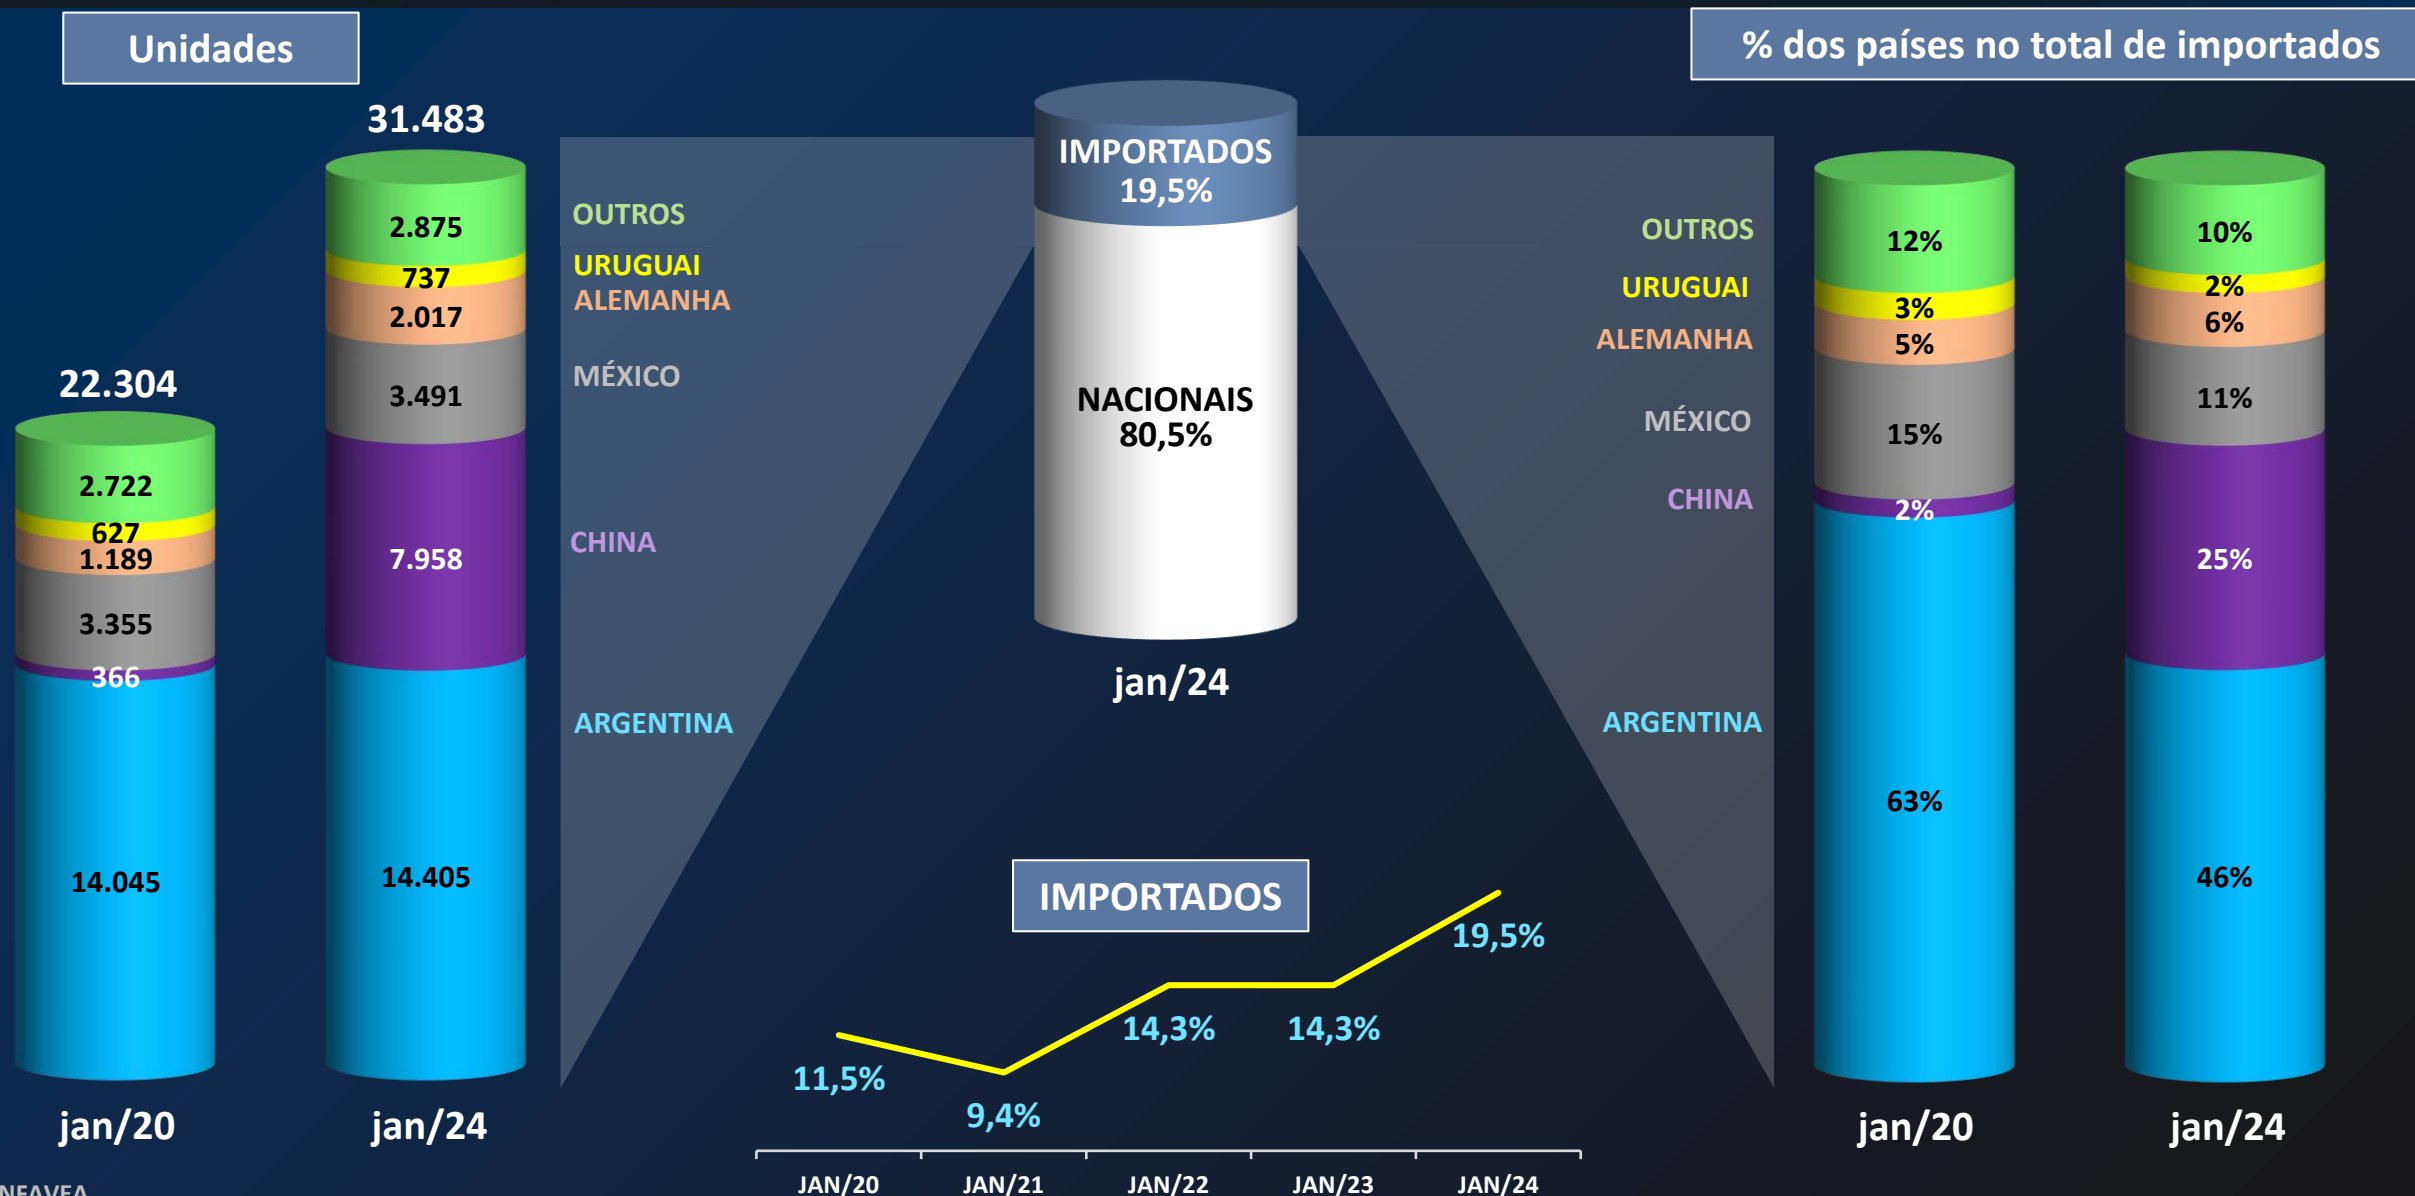 Unidades
22.304
2.722
627
1.189
3.355
366
14.045
jan/20
31.483
2.875
737
2.017
3.491
7.958
14.405
jan/24
OUTROS
URUGUAI
ALEMANHA
MÉXICO
CHINA
ARGENTINA
IMPORTADOS
19,5%
NACIONAIS
80,5%
jan/24
IMPORTADOS
11,5%
9,4%
14,3%
14,3%
19,5%
JAN/20
JAN/21
JAN/22
JAN/23
JAN/24
% dos países no total de importados
OUTROS
URUGUAI
ALEMANHA
MÉXICO
CHINA
ARGENTINA
12%
3%
5%
15%
2%
63%
jan/20
10%
2%
6%
11%
25%
46%
jan/24